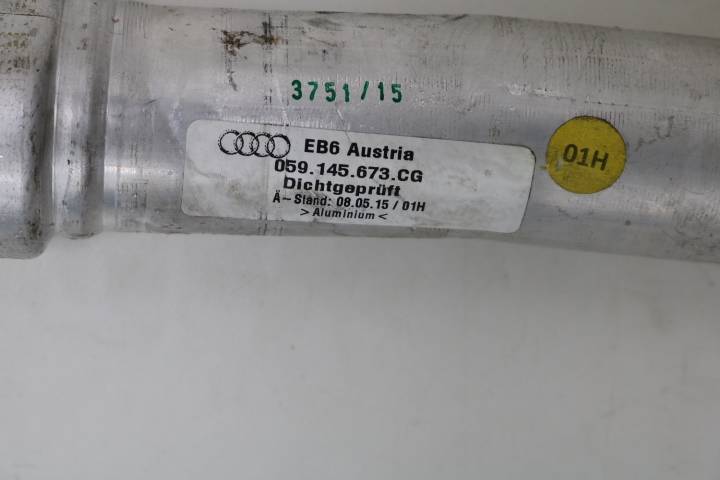 3751/15
EB6 Austria
059.145.673.CG
Dichtgeprüft
Ä-Stand: 08.05.15 / 01H
>Aluminium<
01H